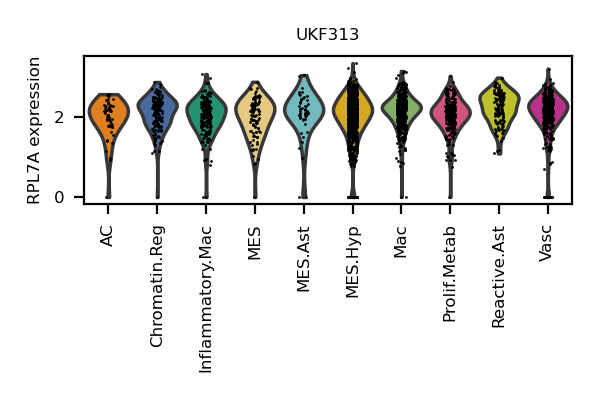 UKF313
RPL7A expression
2
0
AC
Chromatin.Reg
Inflammatory.Mac
MES
MES.Ast
MES.Hyp
Mac
Prolif.Metab
Reactive.Ast
Vasc